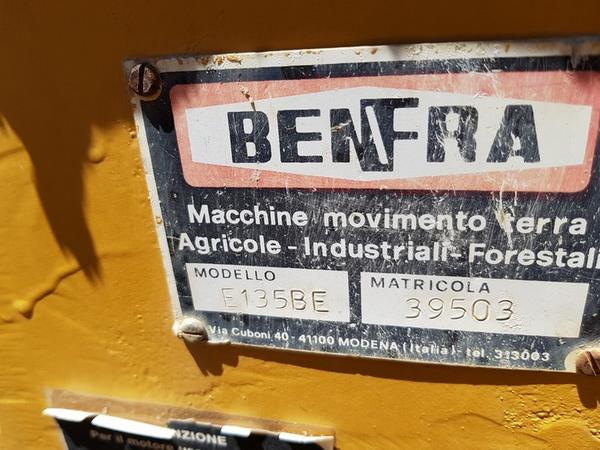 BENFRA
Macchine movimento terra
Agricole - Industriali - Forestali
MODELLO
E135BE
MATRICOLA
39503
Via Cuboni 40 - 41100 MODENA (Italia) - tel. 313003
Per il motore